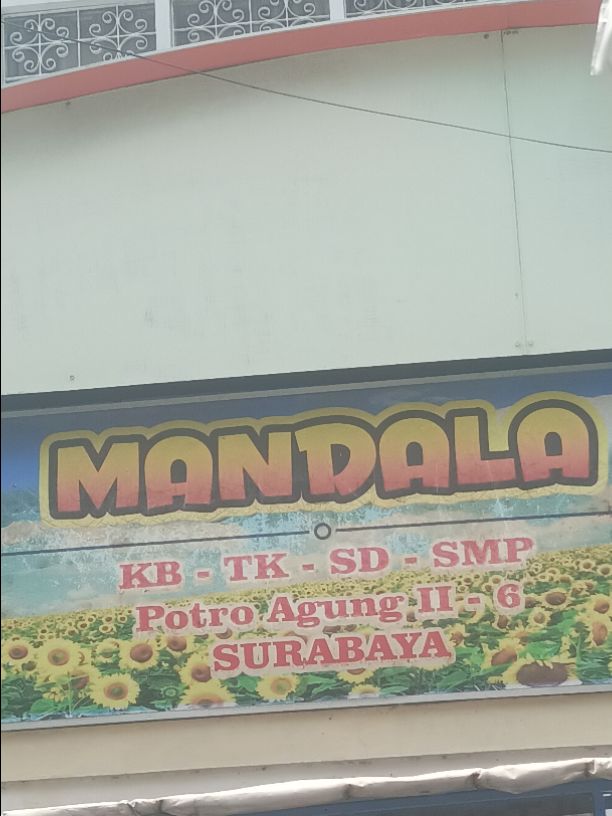 MANDALA
KB - TK - SD - SMP
Potro Agung II - 6
SURABAYA